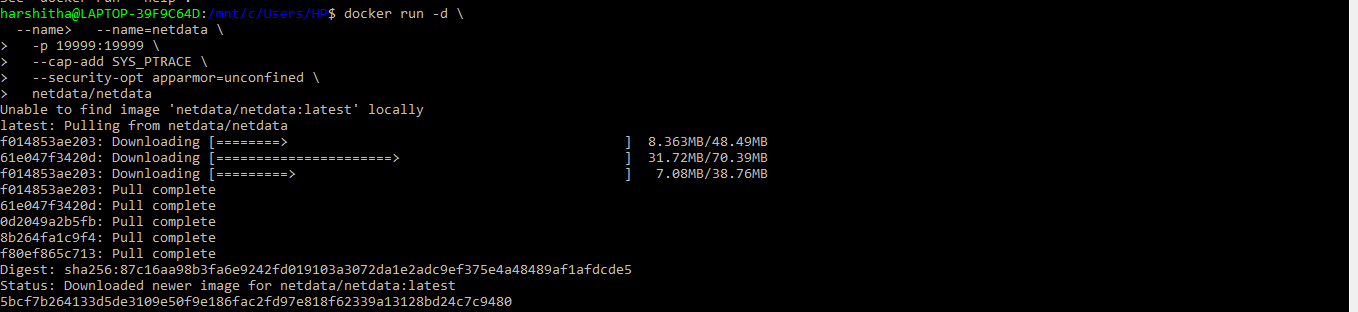 see 'docker run --help'.
harshitha@LAPTOP-39F9C64D:/mnt/c/Users/HP$ docker run -d \
  --name>   --name=netdata \
>   -p 19999:19999 \
>   --cap-add SYS_PTRACE \
>   --security-opt apparmor=unconfined \
>   netdata/netdata
Unable to find image 'netdata/netdata:latest' locally
latest: Pulling from netdata/netdata
f014853ae203: Downloading [========>                                          ]  8.363MB/48.49MB
61e047f3420d: Downloading [======================>                            ]  31.72MB/70.39MB
f014853ae203: Downloading [=========>                                         ]   7.08MB/38.76MB
f014853ae203: Pull complete
61e047f3420d: Pull complete
0d2049a2b5fb: Pull complete
8b264fa1c9f4: Pull complete
f80ef865c713: Pull complete
Digest: sha256:87c16aa98b3fa6e9242fd019103a3072da1e2adc9ef375e4a48489af1afdcde5
Status: Downloaded newer image for netdata/netdata:latest
5bcf7b264133d5de3109e50f9e186fac2fd97e818f62339a13128bd24c7c9480